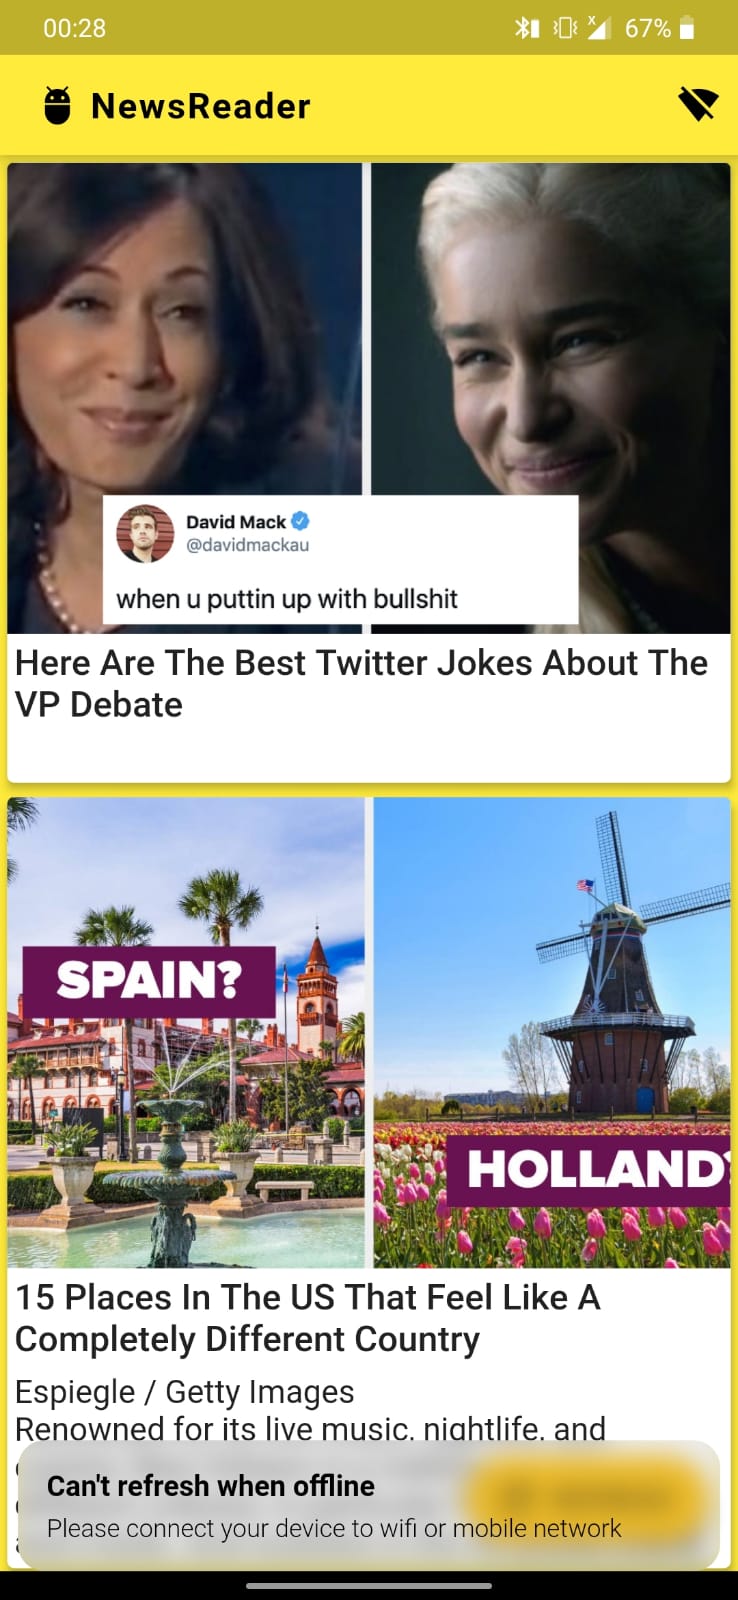 00:28
67%
NewsReader
David Mack
@davidmackau
when u puttin up with bullshit
Here Are The Best Twitter Jokes About The
VP Debate
SPAIN?
HOLLAND?
15 Places In The US That Feel Like A
Completely Different Country
Espiegle / Getty Images
Renowned for its live music, nightlife, and
Can't refresh when offline
Please connect your device to wifi or mobile network